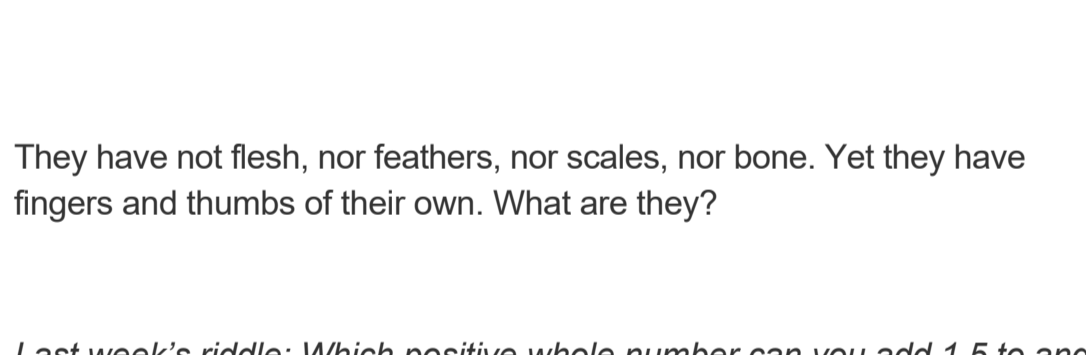 They have not flesh, nor feathers, nor scales, nor bone. Yet they have
fingers and thumbs of their own. What are they?
Last week’s riddle: Which positive whole number can you add 1.5 to and